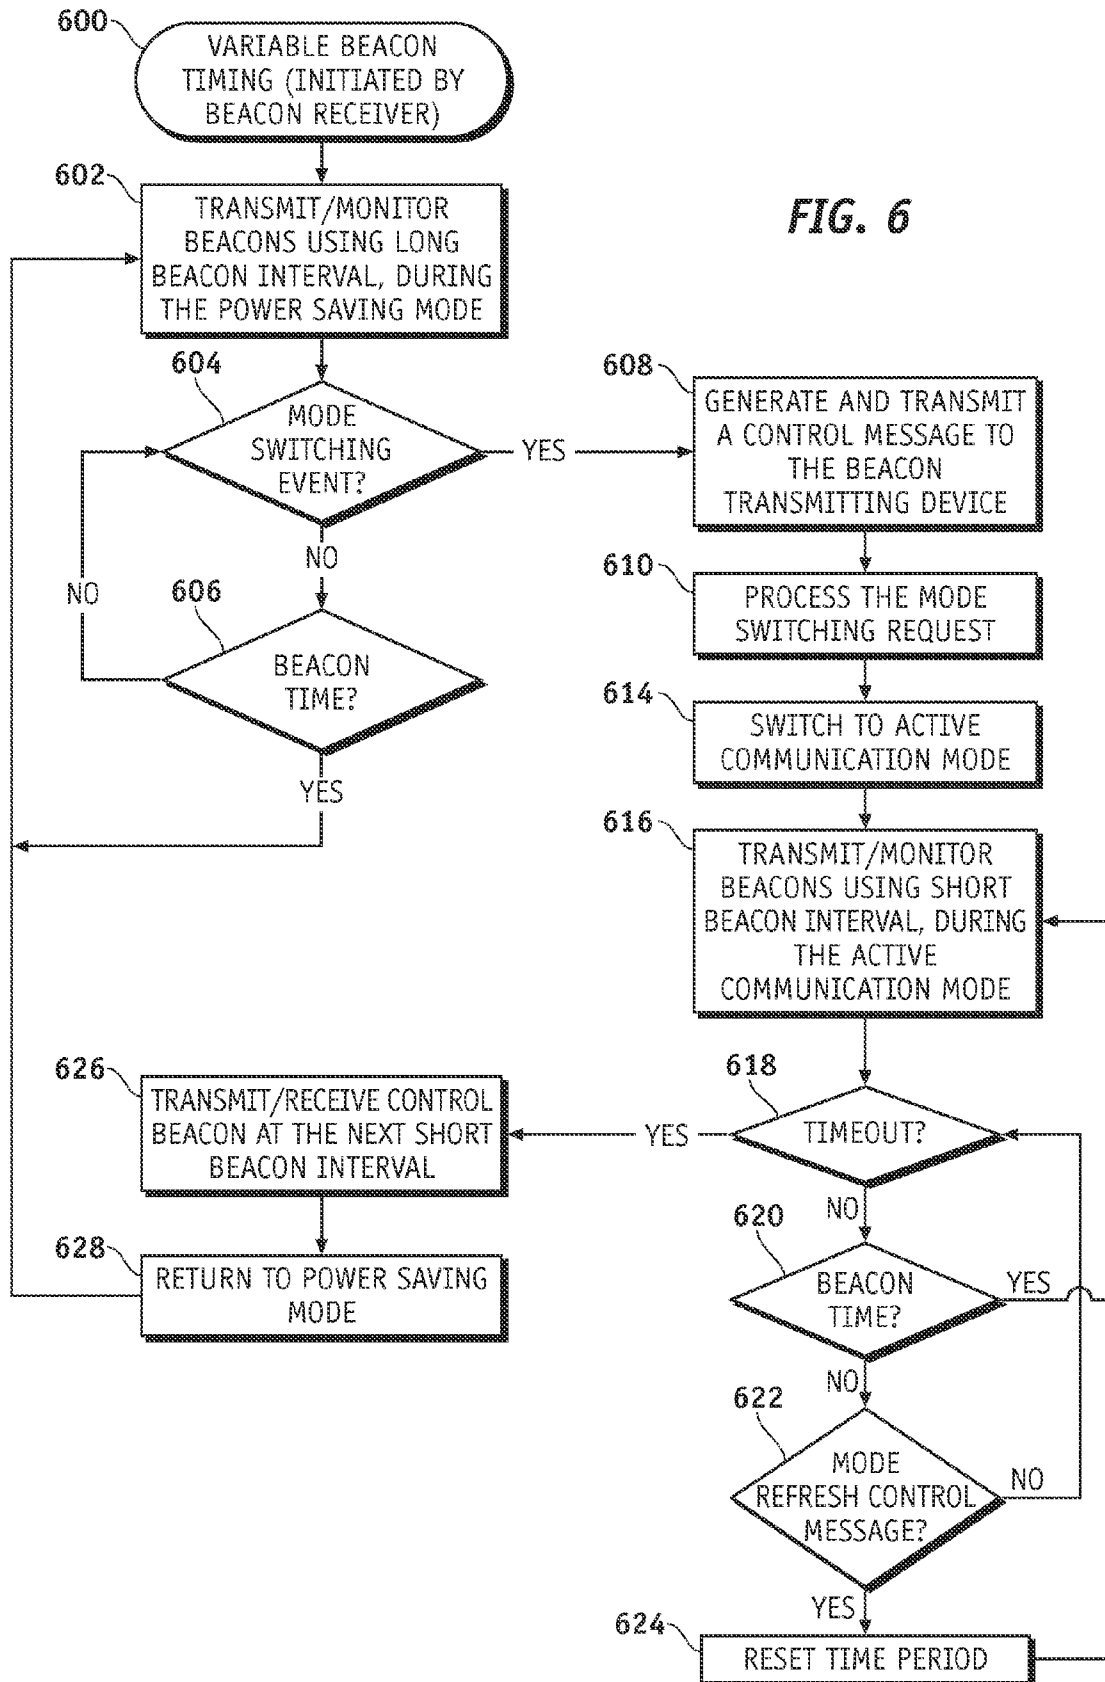 600
VARIABLE BEACON
TIMING (INITIATED BY
BEACON RECEIVER)
602
TRANSMIT/MONITOR
BEACONS USING LONG
BEACON INTERVAL, DURING
THE POWER SAVING MODE
FIG. 6
604
MODE
SWITCHING
EVENT?
YES
NO
606
BEACON
TIME?
NO
YES
608
GENERATE AND TRANSMIT
A CONTROL MESSAGE TO
THE BEACON
TRANSMITTING DEVICE
610
PROCESS THE MODE
SWITCHING REQUEST
614
SWITCH TO ACTIVE
COMMUNICATION MODE
616
TRANSMIT/MONITOR
BEACONS USING SHORT
BEACON INTERVAL, DURING
THE ACTIVE
COMMUNICATION MODE
618
TIMEOUT?
YES
NO
620
BEACON
TIME?
YES
NO
622
MODE
REFRESH CONTROL
MESSAGE?
NO
YES
624
RESET TIME PERIOD
626
TRANSMIT/RECEIVE CONTROL
BEACON AT THE NEXT SHORT
BEACON INTERVAL
628
RETURN TO POWER SAVING
MODE